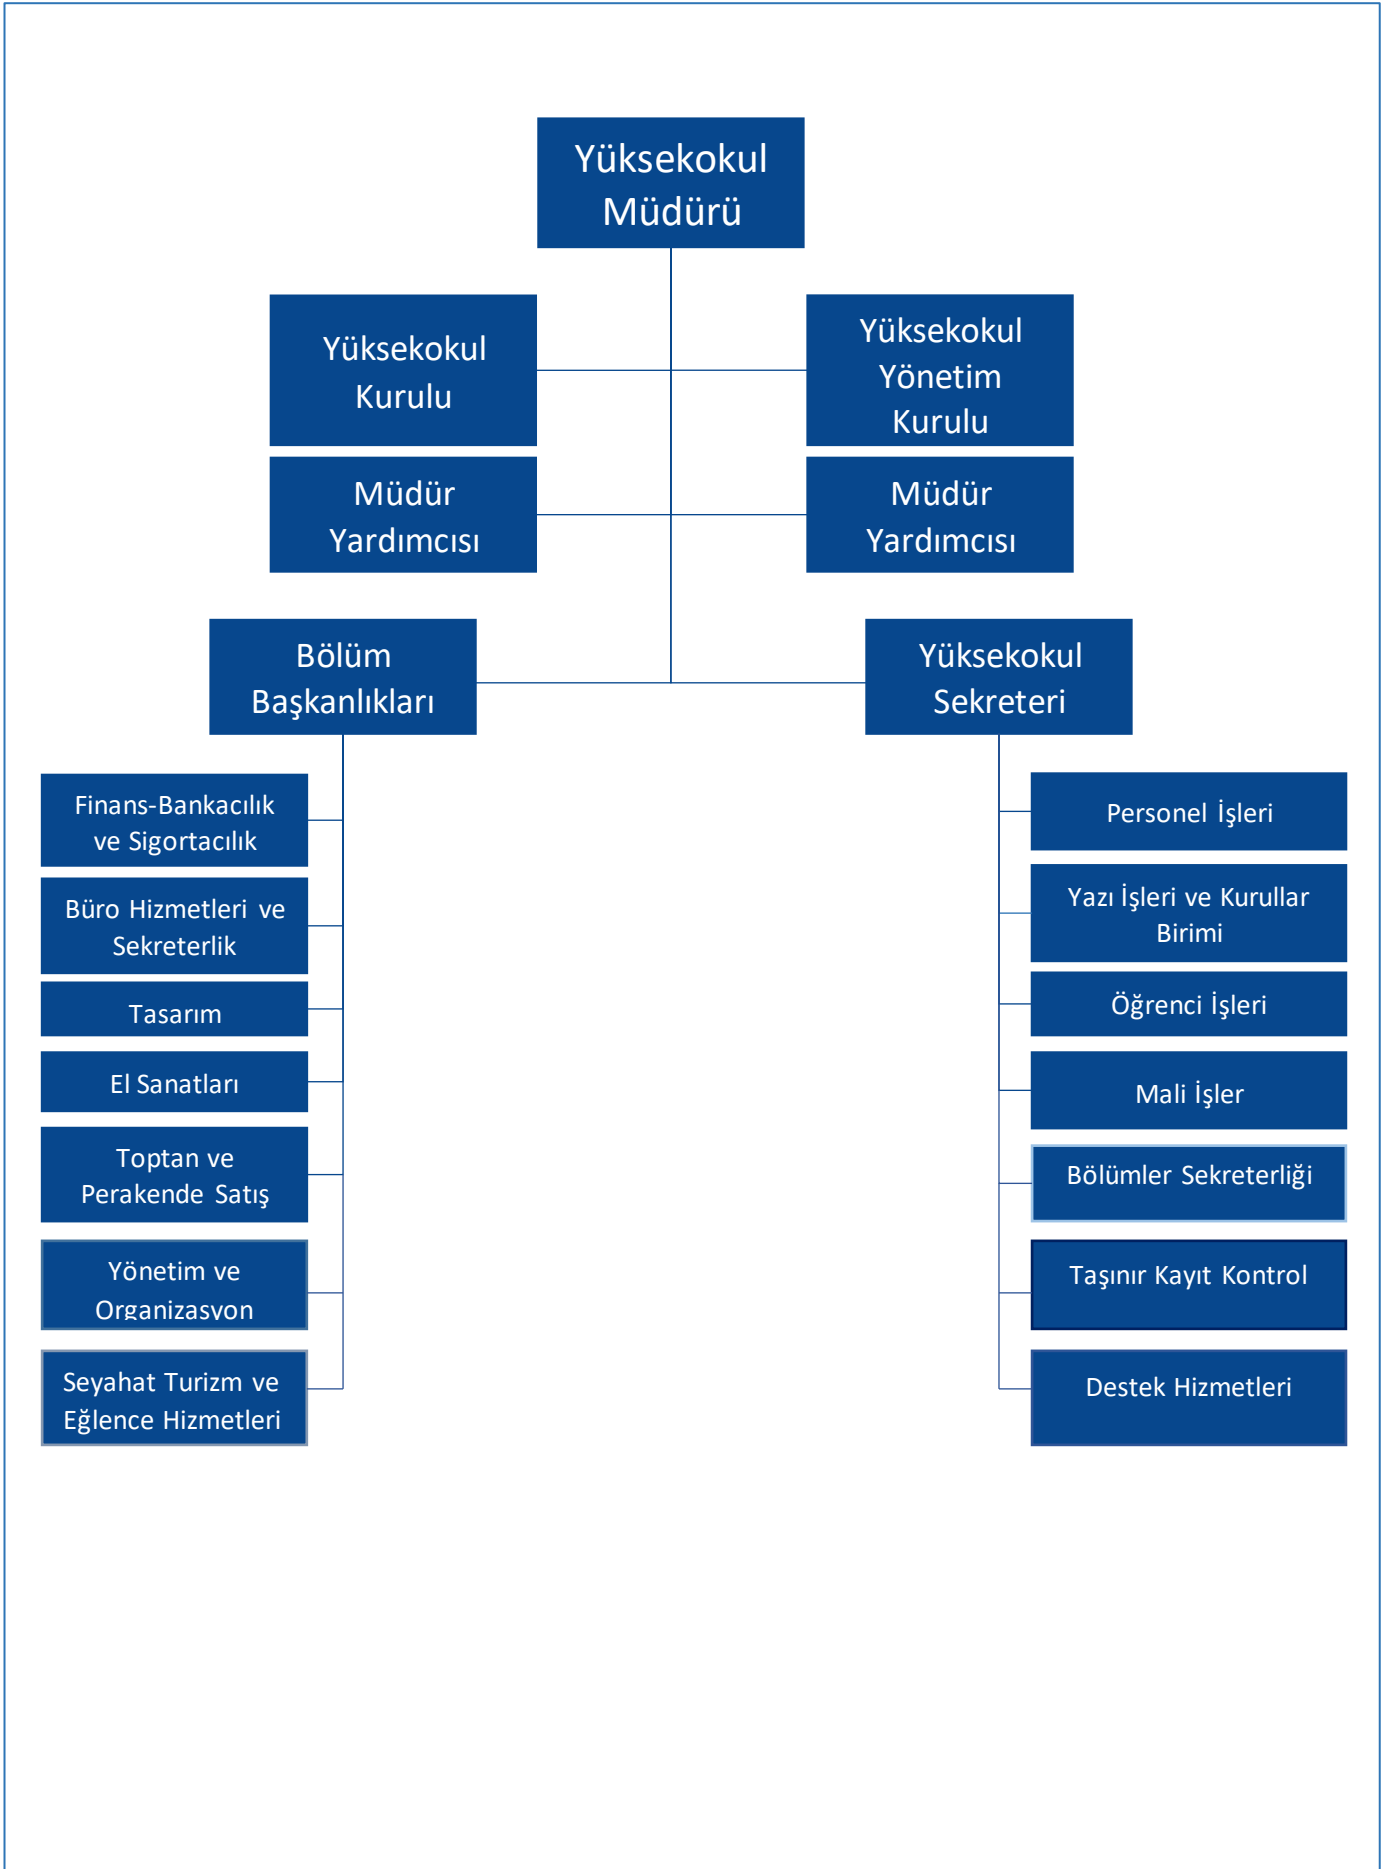 Yüksekokul
Müdürü
Yüksekokul
Kurulu
Yüksekokul
Yönetim
Kurulu
Müdür
Yardımcısı
Müdür
Yardımcısı
Bölüm
Başkanlıkları
Yüksekokul
Sekreteri
Finans-Bankacılık
ve Sigortacılık
Büro Hizmetleri ve
Sekreterlik
Tasarım
El Sanatları
Toptan ve
Perakende Satış
Yönetim ve
Organizasyon
Seyahat Turizm ve
Eğlence Hizmetleri
Personel İşleri
Yazı İşleri ve Kurullar
Birimi
Öğrenci İşleri
Mali İşler
Bölümler Sekreterliği
Taşınır Kayıt Kontrol
Destek Hizmetleri